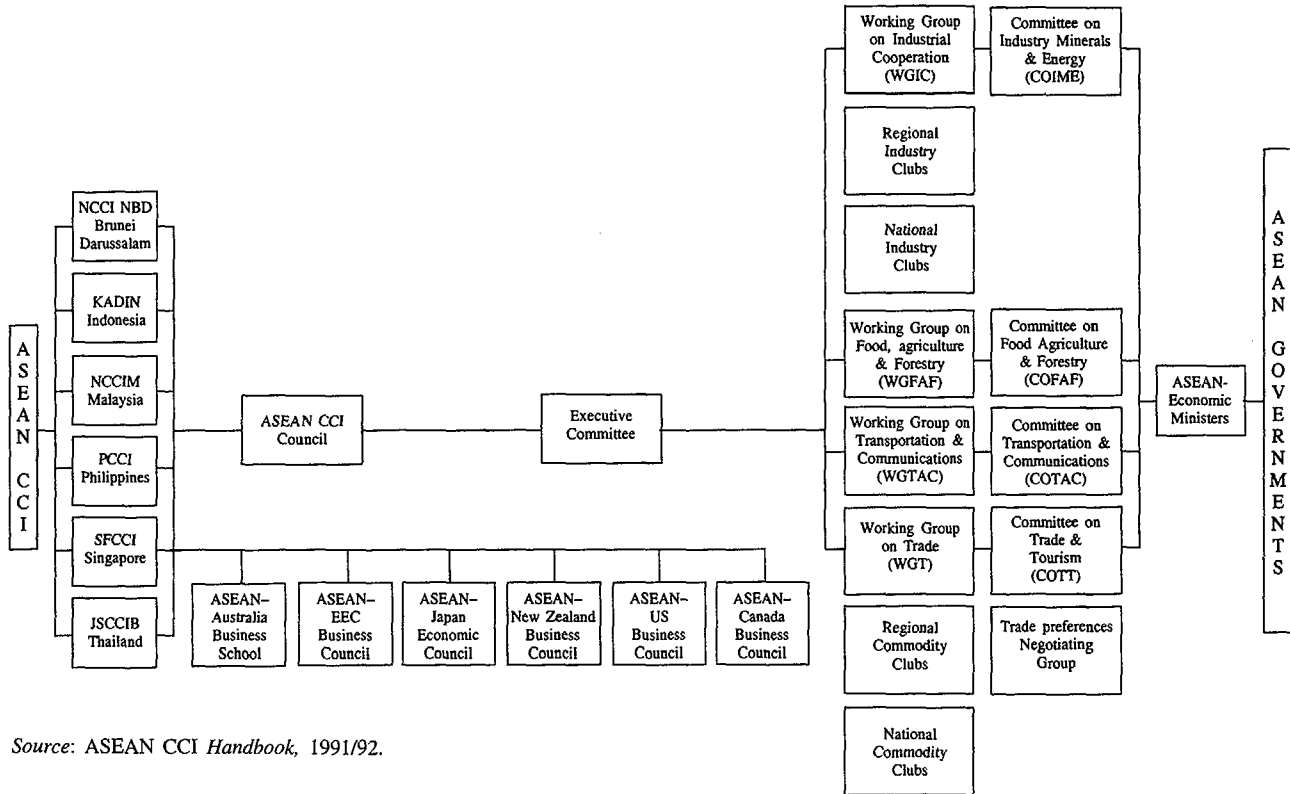 ASEAN CCI
NCCI NBD
Brunei
Darussalam
KADIN
Indonesia
NCCIM
Malaysia
PCCI
Philippines
SFCCI
Singapore
JSCCIB
Thailand
ASEAN CCI
Council
Executive
Committee
ASEAN–
Australia
Business
School
ASEAN–
EEC
Business
Council
ASEAN–
Japan
Economic
Council
ASEAN–
New Zealand
Business
Council
ASEAN–
US
Business
Council
ASEAN–
Canada
Business
Council
Working Group
on Industrial
Cooperation
(WGIC)
Committee on
Industry Minerals
& Energy
(COIME)
Regional
Industry
Clubs
National
Industry
Clubs
Working Group on
Food, agriculture
& Forestry
(WGFAF)
Committee on
Food Agriculture
& Forestry
(COFAF)
Working Group on
Transportation &
Communications
(WGTAC)
Committee on
Transportation &
Communications
(COTAC)
Working Group
on Trade
(WGT)
Committee on
Trade &
Tourism
(COTT)
Regional
Commodity
Clubs
Trade preferences
Negotiating
Group
National
Commodity
Clubs
ASEAN-
Economic
Ministers
ASEAN GOVERNMENTS
Source: ASEAN CCI Handbook, 1991/92.